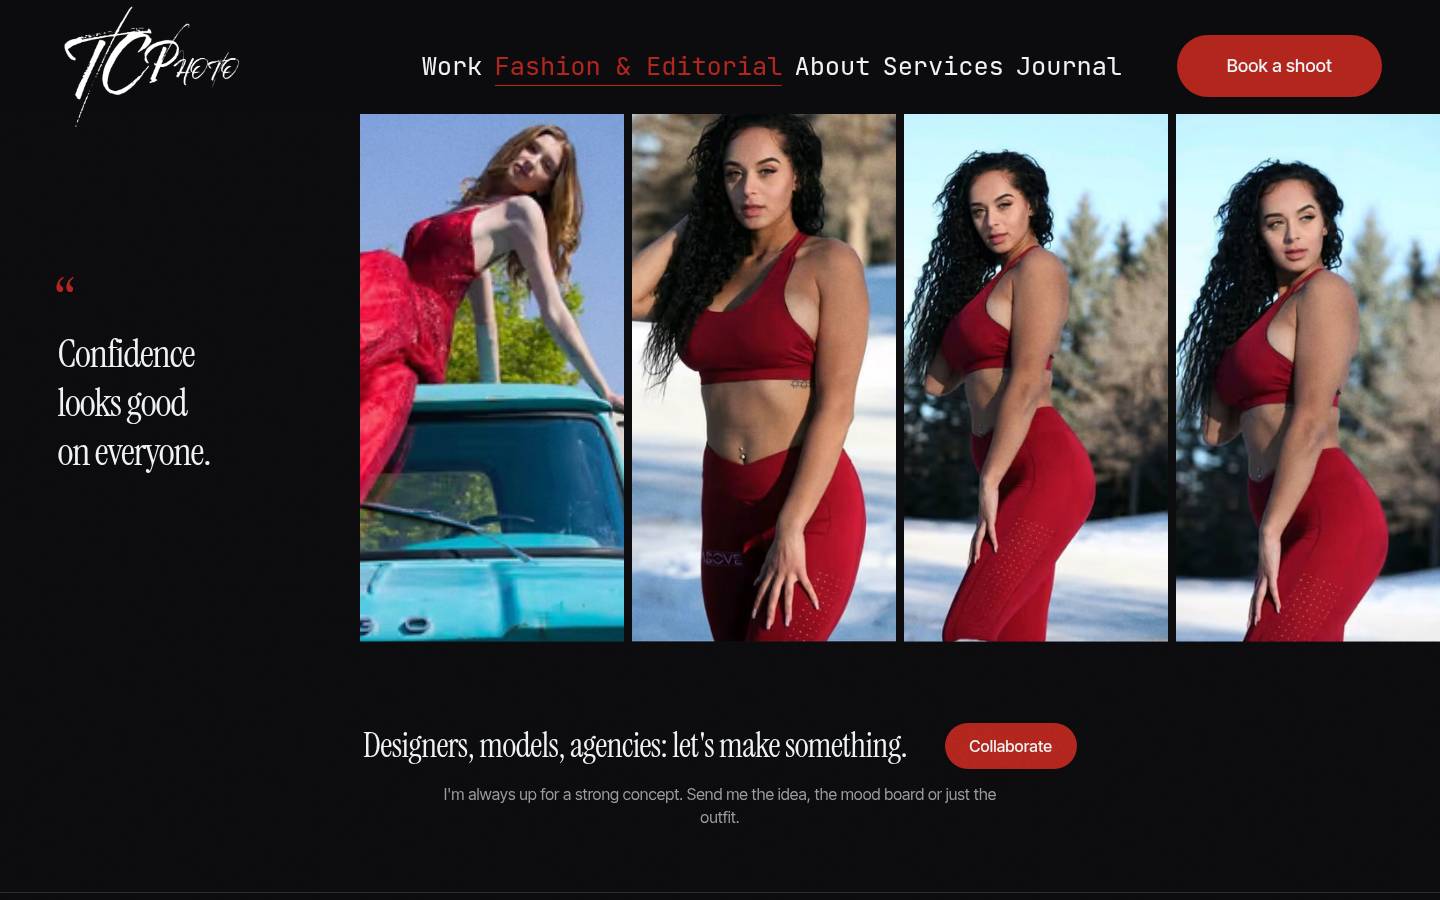 TCPHOTO
Work Fashion & Editorial About Services Journal
Book a shoot
“
Confidence
looks good
on everyone.
ABOVE
Designers, models, agencies: let's make something.
Collaborate
I'm always up for a strong concept. Send me the idea, the mood board or just the
outfit.